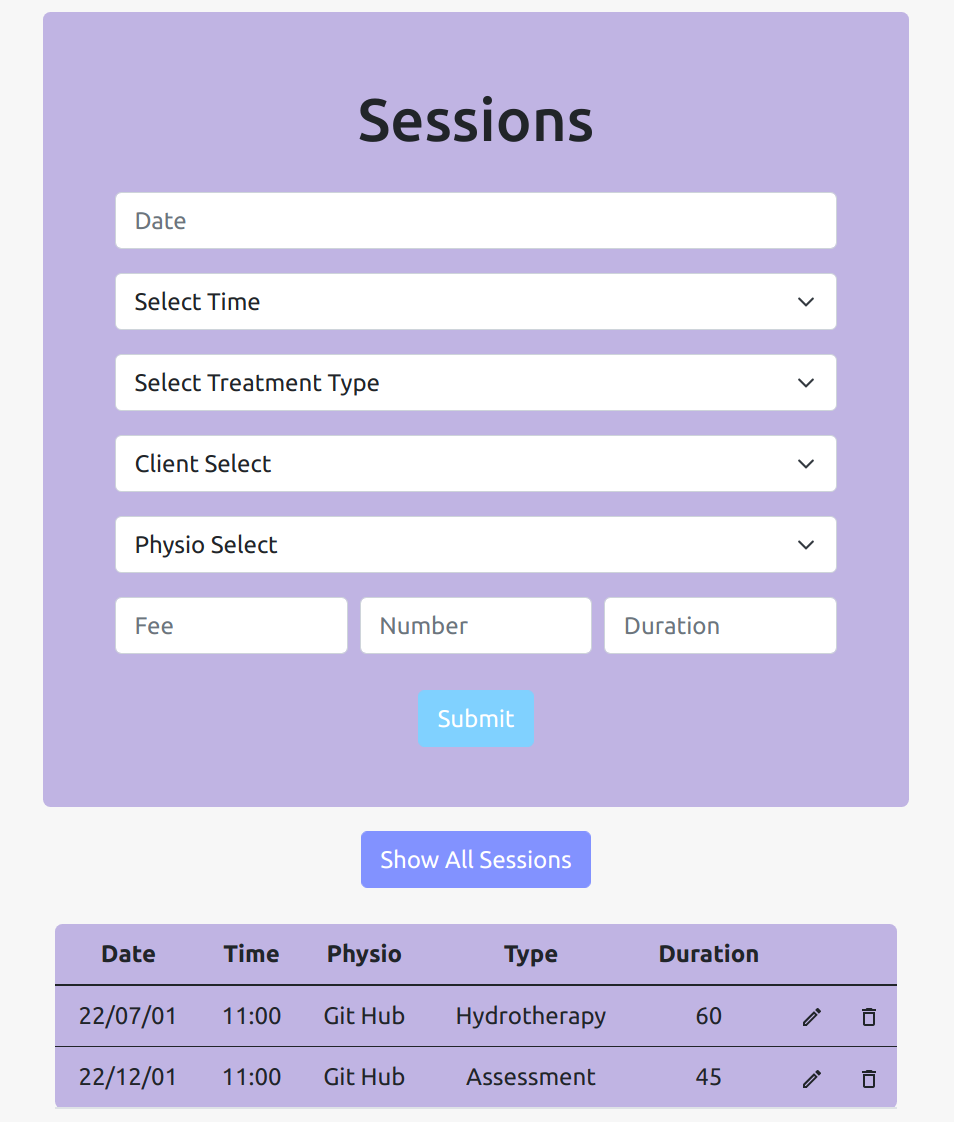 Sessions
Date
Select Time
Select Treatment Type
Client Select
Physio Select
Fee Number Duration
Submit
Show All Sessions
Date Time Physio Type Duration
22/07/01 11:00 Git Hub Hydrotherapy 60
22/12/01 11:00 Git Hub Assessment 45